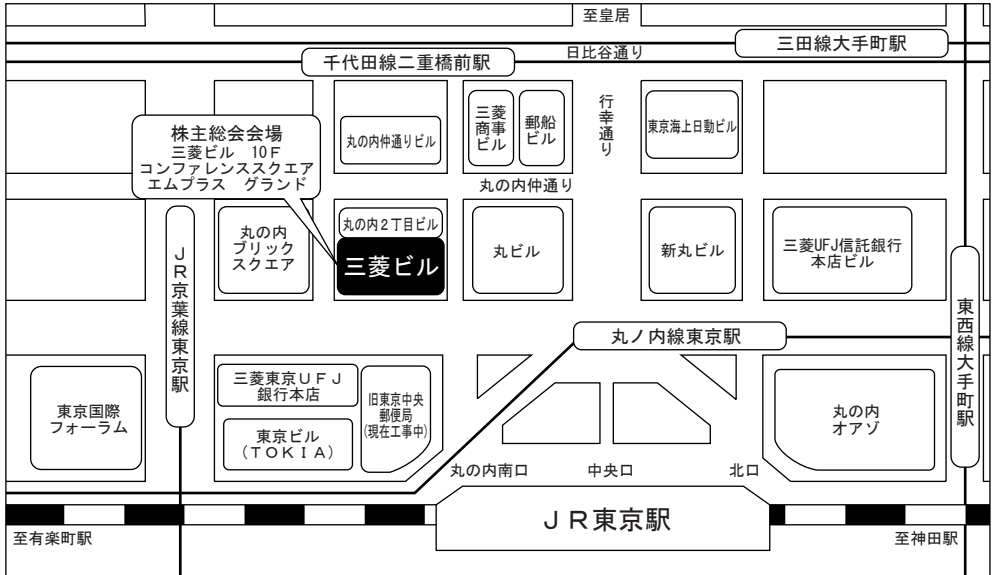 至皇居
三田線大手町駅
日比谷通り
千代田線二重橋前駅
株主総会会場
三菱ビル 10F
コンファレンススクエア
エムプラス グランド
丸の内仲通りビル
三菱
商事
ビル
郵船
ビル
行幸通り
東京海上日動ビル
丸の内仲通り
JR京葉線東京駅
丸の内
ブリック
スクエア
丸の内2丁目ビル
三菱ビル
丸ビル
新丸ビル
三菱UFJ信託銀行
本店ビル
東西線大手町駅
丸ノ内線東京駅
東京国際
フォーラム
三菱東京UFJ
銀行本店
東京ビル
(TOKIA)
旧東京中央
郵便局
(現在工事中)
丸の内
オアゾ
丸の内南口
中央口
北口
JR東京駅
至有楽町駅
至神田駅